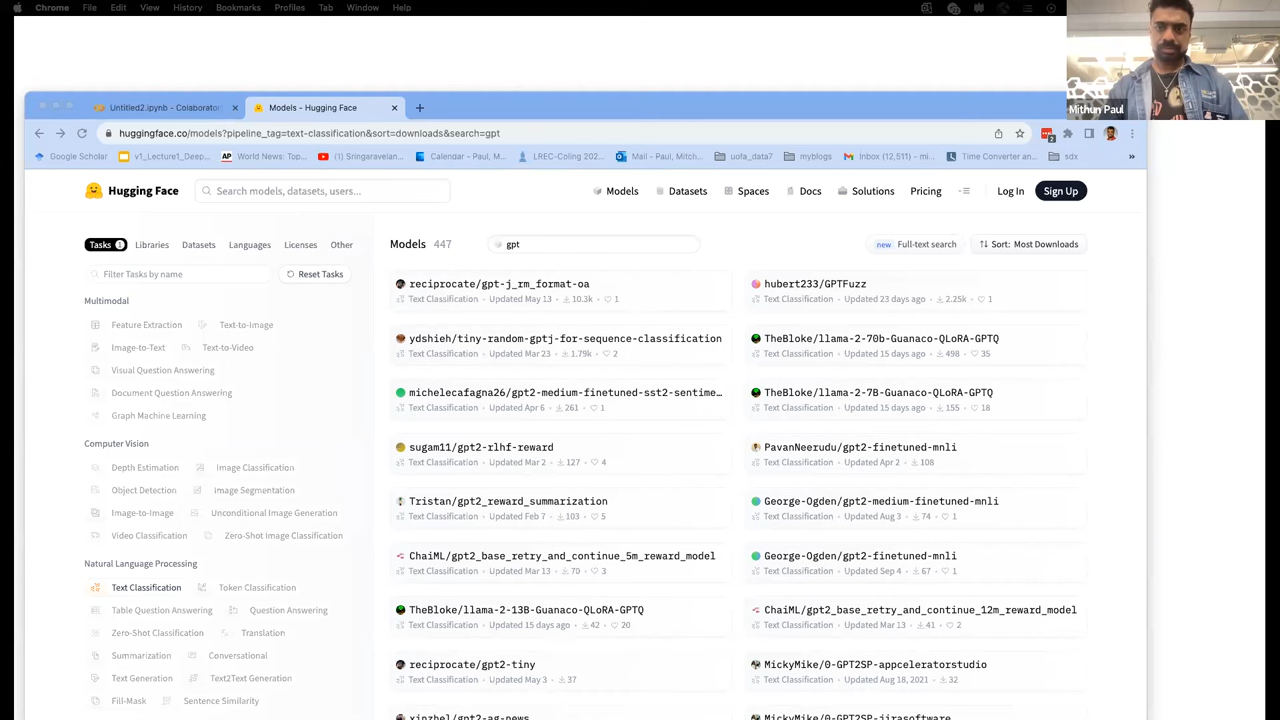 Chrome File Edit View History Bookmarks Profiles Tab Window Help
Mithun Paul
Untitled2.ipynb - Colaborator
Models - Hugging Face
huggingface.co/models?pipeline_tag=text-classification&sort=downloads&search=gpt
Google Scholar v1_Lecture1_Deep... AP World News: Top... (1) Sringaravelan... Calendar - Paul, M... LREC-Coling 202... Mail - Paul, Mitch... uofa_data7 myblogs Inbox (12,511) - mi... Time Converter an... sdx »
Hugging Face Search models, datasets, users... Models Datasets Spaces Docs Solutions Pricing Log In Sign Up
Tasks 1 Libraries Datasets Languages Licenses Other
Filter Tasks by name Reset Tasks
Multimodal
Feature Extraction Text-to-Image
Image-to-Text Text-to-Video
Visual Question Answering
Document Question Answering
Graph Machine Learning
Computer Vision
Depth Estimation Image Classification
Object Detection Image Segmentation
Image-to-Image Unconditional Image Generation
Video Classification Zero-Shot Image Classification
Natural Language Processing
Text Classification Token Classification
Table Question Answering Question Answering
Zero-Shot Classification Translation
Summarization Conversational
Text Generation Text2Text Generation
Fill-Mask Sentence Similarity
Models 447 gpt new Full-text search Sort: Most Downloads
reciprocate/gpt-j_rm_format-oa
Text Classification • Updated May 13 • 10.3k • 1
hubert233/GPTFuzz
Text Classification • Updated 23 days ago • 2.25k • 1
ydshieh/tiny-random-gptj-for-sequence-classification
Text Classification • Updated Mar 23 • 1.79k • 2
TheBloke/llama-2-70b-Guanaco-QLoRA-GPTQ
Text Classification • Updated 15 days ago • 498 • 35
michelecafagna26/gpt2-medium-finetuned-sst2-sentime…
Text Classification • Updated Apr 6 • 261 • 1
TheBloke/llama-2-7B-Guanaco-QLoRA-GPTQ
Text Classification • Updated 15 days ago • 155 • 18
sugam11/gpt2-rlhf-reward
Text Classification • Updated Mar 2 • 127 • 4
PavanNeerudu/gpt2-finetuned-mnli
Text Classification • Updated Apr 2 • 108
Tristan/gpt2_reward_summarization
Text Classification • Updated Feb 7 • 103 • 5
George-Ogden/gpt2-medium-finetuned-mnli
Text Classification • Updated Aug 3 • 74 • 1
ChaiML/gpt2_base_retry_and_continue_5m_reward_model
Text Classification • Updated Mar 13 • 70 • 3
George-Ogden/gpt2-finetuned-mnli
Text Classification • Updated Sep 4 • 67 • 1
TheBloke/llama-2-13B-Guanaco-QLoRA-GPTQ
Text Classification • Updated 15 days ago • 42 • 20
ChaiML/gpt2_base_retry_and_continue_12m_reward_model
Text Classification • Updated Mar 13 • 41 • 2
reciprocate/gpt2-tiny
Text Classification • Updated May 3 • 37
MickyMike/0-GPT2SP-appceleratorstudio
Text Classification • Updated Aug 18, 2021 • 32
xinzhel/gpt2-ag-news
MickyMike/0-GPT2SP-jirasoftware